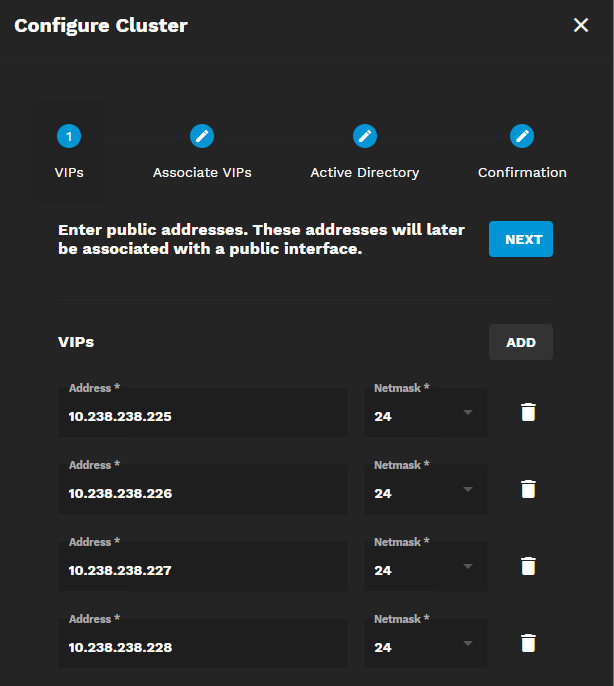 Configure Cluster
1
VIPs
Associate VIPs
Active Directory
Confirmation
Enter public addresses. These addresses will later
be associated with a public interface.
NEXT
VIPs
ADD
Address *
Netmask *
10.238.238.225
24
Address *
Netmask *
10.238.238.226
24
Address *
Netmask *
10.238.238.227
24
Address *
Netmask *
10.238.238.228
24